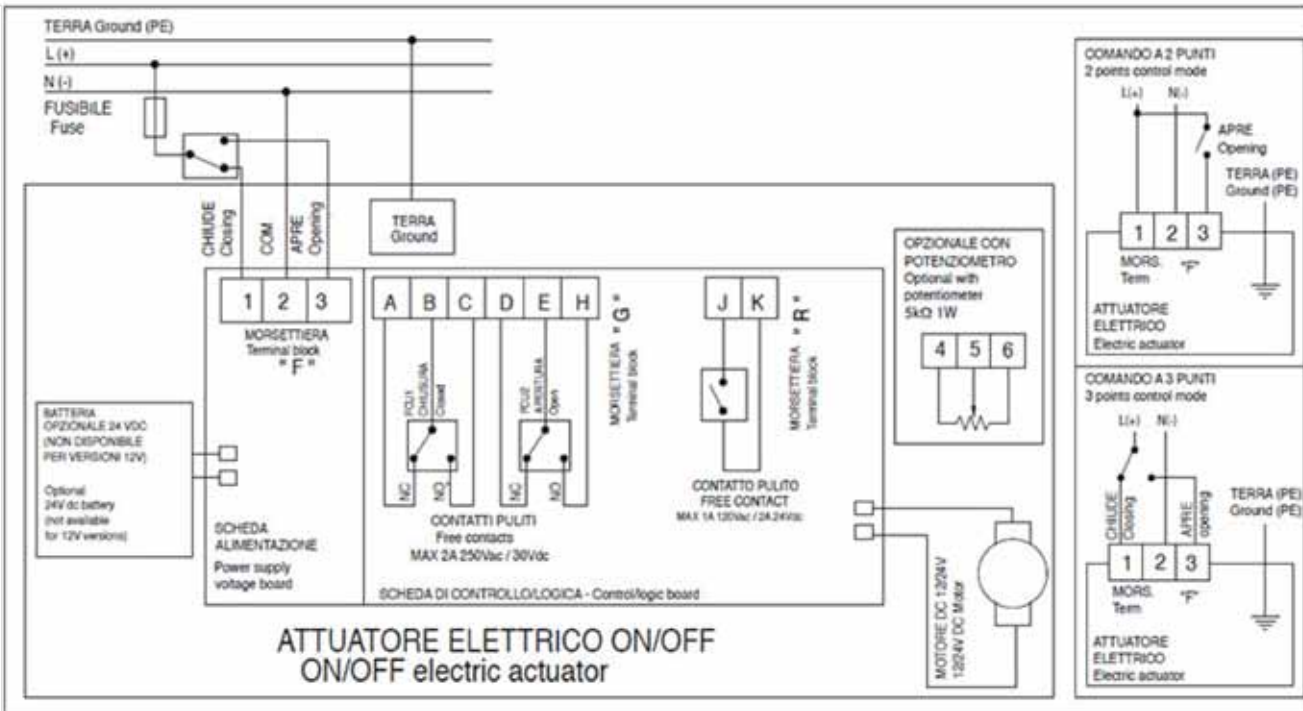 TERRA Ground (PE)
L (+)
N (-)
FUSIBILE
Fuse
CHIUDE
Closing
COM
APRE
Opening
TERRA
Ground
1 2 3
MORSETTIERA
Terminal block
"F"
A B C D E H
MORSETTIERA "G"
Terminal block
J K
MORSETTIERA "R"
Terminal block
CHIUSURA
Closed
APERTURA
Open
NC
NO
NC
NO
CONTATTI PULITI
Free contacts
MAX 2A 250Vac / 30Vdc
CONTATTO PULITO
FREE CONTACT
MAX 1A 120Vac / 2A 24Vdc
OPZIONALE CON
POTENZIOMETRO
Optional with
potentiometer
5kΩ 1W
4 5 6
BATTERIA
OPZIONALE 24 VDC
(NON DISPONIBILE
PER VERSIONI 12V)
Optional
24V dc battery
(not available
for 12V versions)
SCHEDA
ALIMENTAZIONE
Power supply
voltage board
SCHEDA DI CONTROLLO/LOGICA - Control/logic board
MOTORE DC 12/24V
12/24V DC Motor
ATTUATORE ELETTRICO ON/OFF
ON/OFF electric actuator
COMANDO A 2 PUNTI
2 points control mode
L(+) N(-)
APRE
Opening
TERRA (PE)
Ground (PE)
1 2 3
MORS. "F"
Term
ATTUATORE
ELETTRICO
Electric actuator
COMANDO A 3 PUNTI
3 points control mode
L(+) N(-)
CHIUDE
Closing
APRE
opening
TERRA (PE)
Ground (PE)
1 2 3
MORS. "F"
Term
ATTUATORE
ELETTRICO
Electric actuator